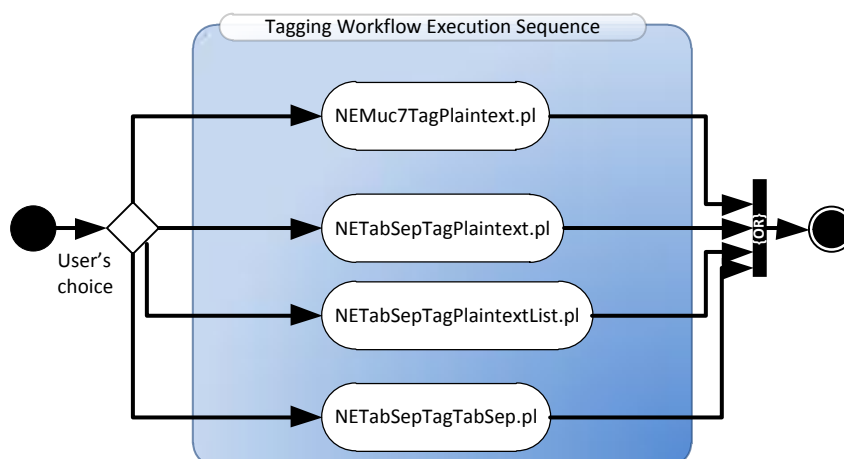 Tagging Workflow Execution Sequence
NEMuc7TagPlaintext.pl
NETabSepTagPlaintext.pl
{OR}
User's
choice
NETabSepTagPlaintextList.pl
NETabSepTagTabSep.pl